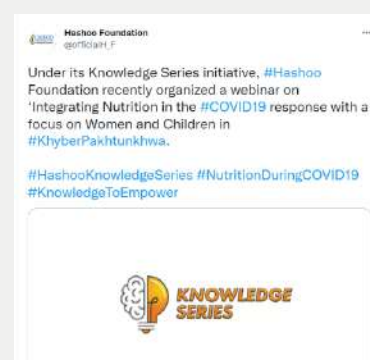 Hashoo Foundation
@officialH_F
Under its Knowledge Series initiative, #Hashoo
Foundation recently organized a webinar on
'Integrating Nutrition in the #COVID19 response with a
focus on Women and Children in
#KhyberPakhtunkhwa.
#HashooKnowledgeSeries #NutritionDuringCOVID19
#KnowledgeToEmpower
KNOWLEDGE
SERIES